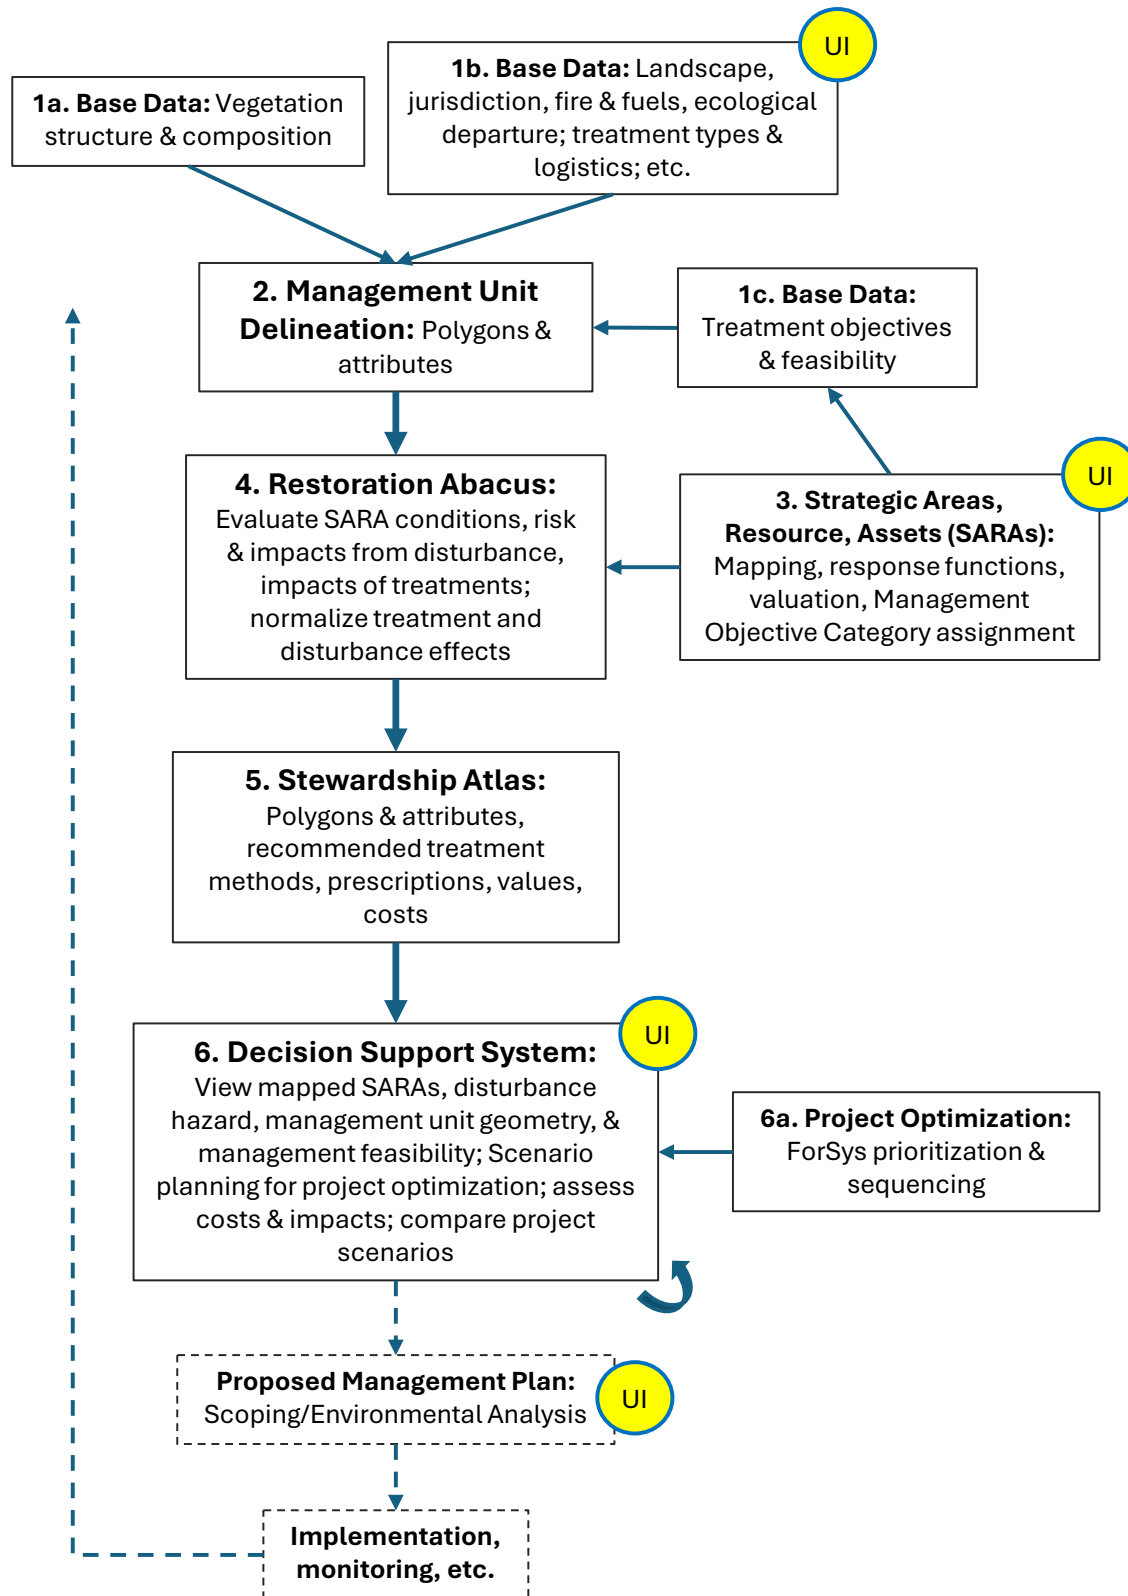 UI
1b. Base Data: Landscape,
jurisdiction, fire & fuels, ecological
departure; treatment types &
logistics; etc.
1a. Base Data: Vegetation
structure & composition
2. Management Unit
Delineation: Polygons &
attributes
1c. Base Data:
Treatment objectives
& feasibility
UI
4. Restoration Abacus:
Evaluate SARA conditions, risk
& impacts from disturbance,
impacts of treatments;
normalize treatment and
disturbance effects
3. Strategic Areas,
Resource, Assets (SARAs):
Mapping, response functions,
valuation, Management
Objective Category assignment
5. Stewardship Atlas:
Polygons & attributes,
recommended treatment
methods, prescriptions, values,
costs
UI
6. Decision Support System:
View mapped SARAs, disturbance
hazard, management unit geometry, &
management feasibility; Scenario
planning for project optimization; assess
costs & impacts; compare project
scenarios
6a. Project Optimization:
ForSys prioritization &
sequencing
Proposed Management Plan:
Scoping/Environmental Analysis
UI
Implementation,
monitoring, etc.